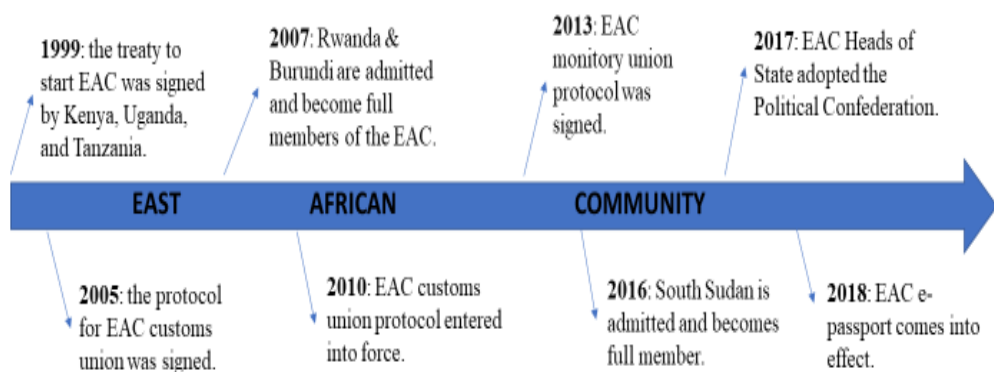 1999: the treaty to
start EAC was signed
by Kenya, Uganda,
and Tanzania.
2007: Rwanda &
Burundi are admitted
and become full
members of the EAC.
2013: EAC
monitory union
protocol was
signed.
2017: EAC Heads of
State adopted the
Political Confederation.
EAST AFRICAN COMMUNITY
2005: the protocol
for EAC customs
union was signed.
2010: EAC customs
union protocol entered
into force.
2016: South Sudan is
admitted and becomes
full member.
2018: EAC e-
passport comes into
effect.